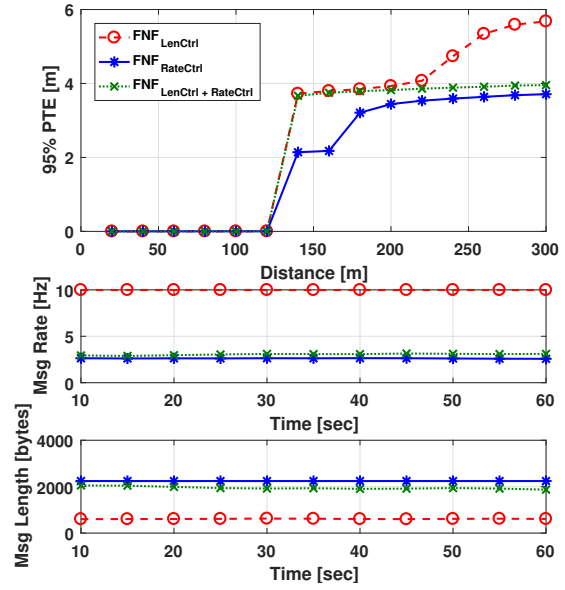 95% PTE [m]
6
4
2
0
FNF_LenCtrl
FNF_RateCtrl
FNF_LenCtrl + RateCtrl
0 50 100 150 200 250 300
Distance [m]
Msg Rate [Hz]
10
5
0
10 20 30 40 50 60
Time [sec]
Msg Length [bytes]
4000
2000
0
10 20 30 40 50 60
Time [sec]